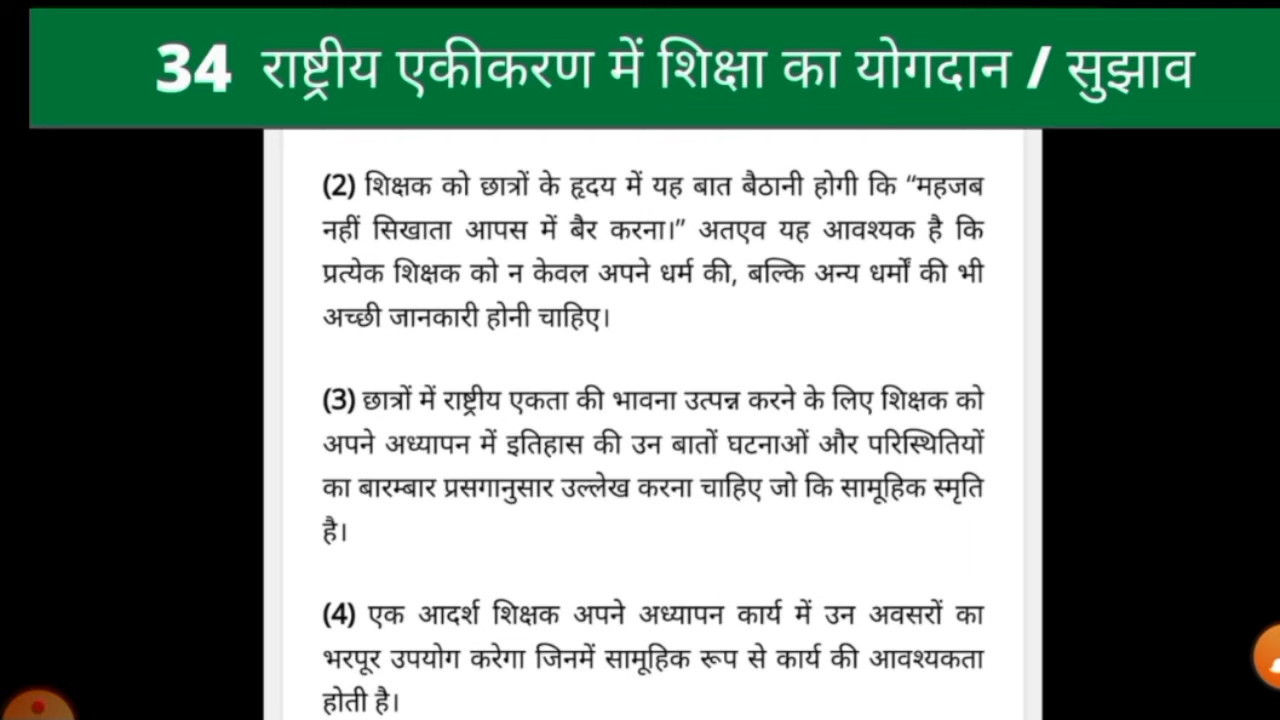 34 राष्ट्रीय एकीकरण में शिक्षा का योगदान / सुझाव
(2) शिक्षक को छात्रों के हृदय में यह बात बैठानी होगी कि “महजब
नहीं सिखाता आपस में बैर करना।” अतएव यह आवश्यक है कि
प्रत्येक शिक्षक को न केवल अपने धर्म की, बल्कि अन्य धर्मों की भी
अच्छी जानकारी होनी चाहिए।
(3) छात्रों में राष्ट्रीय एकता की भावना उत्पन्न करने के लिए शिक्षक को
अपने अध्यापन में इतिहास की उन बातों घटनाओं और परिस्थितियों
का बारम्बार प्रसगानुसार उल्लेख करना चाहिए जो कि सामूहिक स्मृति
है।
(4) एक आदर्श शिक्षक अपने अध्यापन कार्य में उन अवसरों का
भरपूर उपयोग करेगा जिनमें सामूहिक रूप से कार्य की आवश्यकता
होती है।